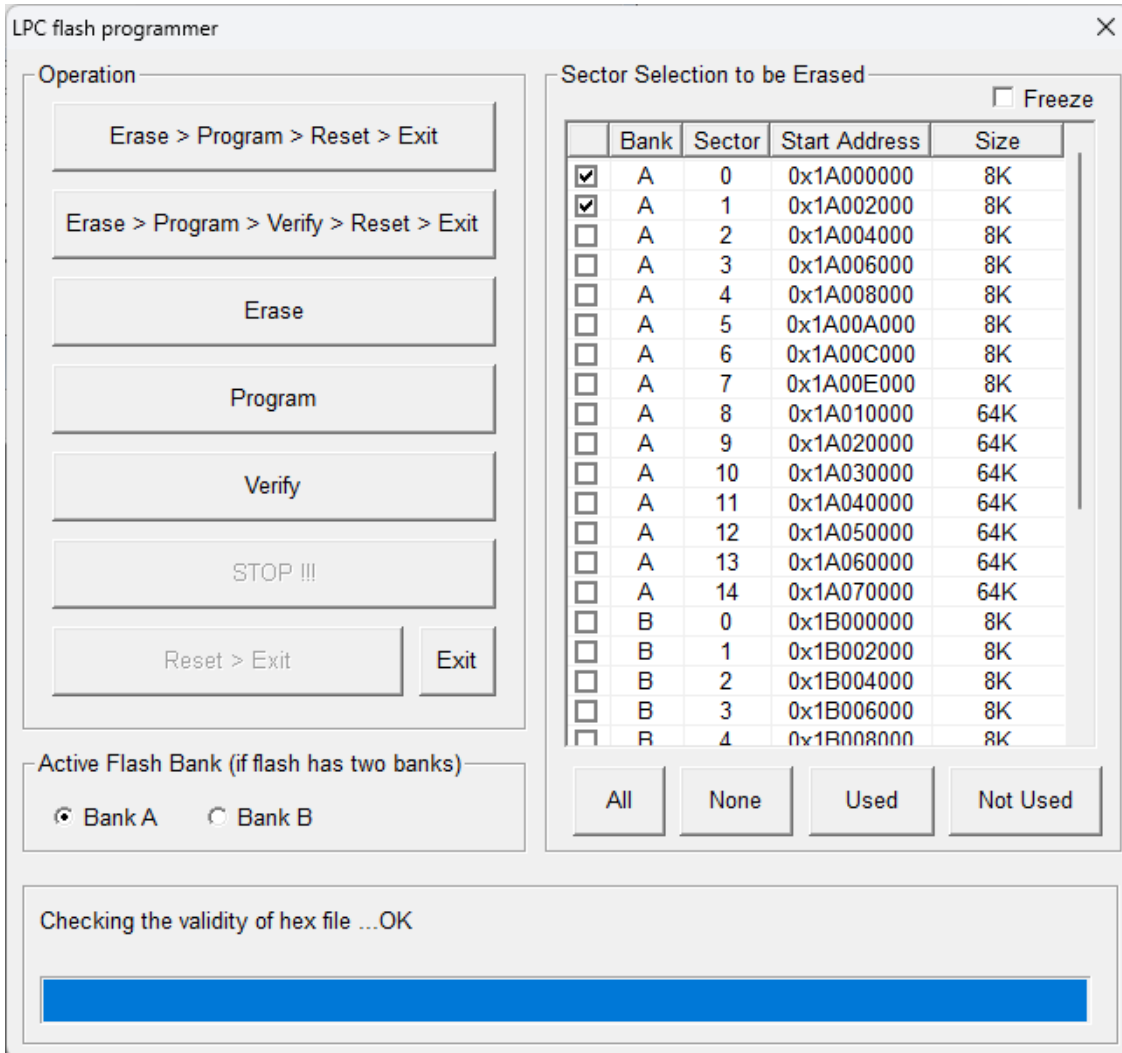 LPC flash programmer
Operation
Erase > Program > Reset > Exit
Erase > Program > Verify > Reset > Exit
Erase
Program
Verify
STOP !!!
Reset > Exit
Exit
Active Flash Bank (if flash has two banks)
Bank A
Bank B
Sector Selection to be Erased
Freeze
Bank Sector Start Address Size
A 0 0x1A000000 8K
A 1 0x1A002000 8K
A 2 0x1A004000 8K
A 3 0x1A006000 8K
A 4 0x1A008000 8K
A 5 0x1A00A000 8K
A 6 0x1A00C000 8K
A 7 0x1A00E000 8K
A 8 0x1A010000 64K
A 9 0x1A020000 64K
A 10 0x1A030000 64K
A 11 0x1A040000 64K
A 12 0x1A050000 64K
A 13 0x1A060000 64K
A 14 0x1A070000 64K
B 0 0x1B000000 8K
B 1 0x1B002000 8K
B 2 0x1B004000 8K
B 3 0x1B006000 8K
B 4 0x1B008000 8K
All None Used Not Used
Checking the validity of hex file ...OK